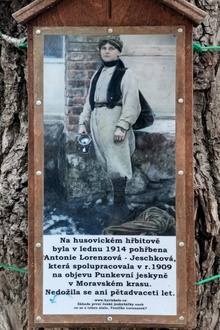 Na husovickém hřbitově
byla v lednu 1914 pohřbena
Antonie Lorenzová - Jeschková,
která spolupracovala v r.1909
na objevu Punkevní jeskyně
v Moravském krasu.
Nedožila se ani pětadvaceti let.